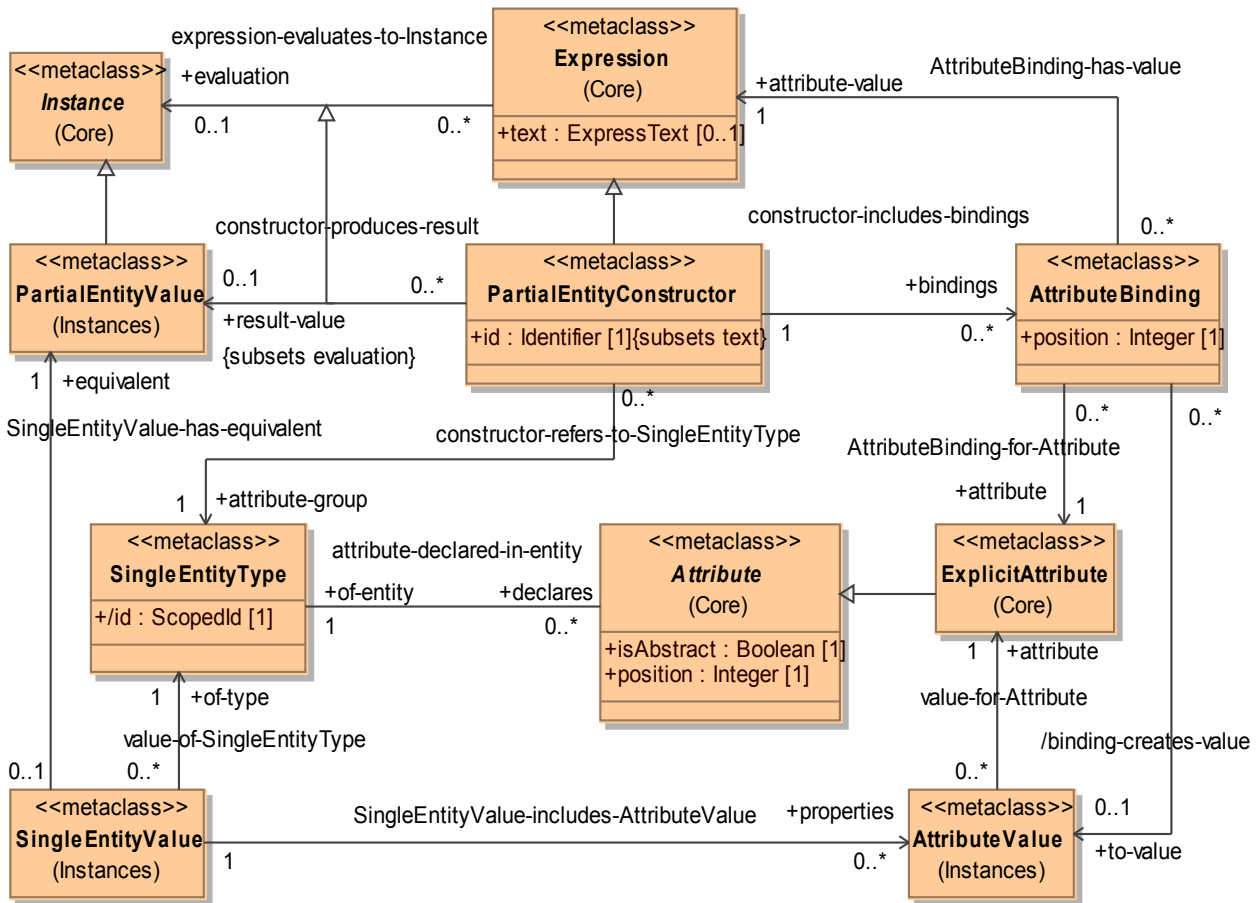 <<metaclass>>
Expression
(Core)
+text : ExpressText [0..1]
expression-evaluates-to-Instance
<<metaclass>>
Instance
(Core)
+evaluation
0..1
0..*
+attribute-value
1
AttributeBinding-has-value
constructor-produces-result
constructor-includes-bindings
0..*
<<metaclass>>
PartialEntityValue
(Instances)
0..1
0..*
+result-value
{subsets evaluation}
<<metaclass>>
PartialEntityConstructor
+id : Identifier [1]{subsets text}
+bindings
1
0..*
<<metaclass>>
AttributeBinding
+position : Integer [1]
1
+equivalent
SingleEntityValue-has-equivalent
0..*
constructor-refers-to-SingleEntityType
0..*
0..*
AttributeBinding-for-Attribute
+attribute
1
1
+attribute-group
<<metaclass>>
SingleEntityType
+/id : ScopedId [1]
attribute-declared-in-entity
+of-entity
+declares
1
0..*
<<metaclass>>
Attribute
(Core)
+isAbstract : Boolean [1]
+position : Integer [1]
<<metaclass>>
ExplicitAttribute
(Core)
1
+attribute
value-for-Attribute
/binding-creates-value
1
+of-type
value-of-SingleEntityType
0..1
0..*
0..*
<<metaclass>>
SingleEntityValue
(Instances)
SingleEntityValue-includes-AttributeValue
+properties
1
0..*
<<metaclass>>
AttributeValue
(Instances)
0..1
+to-value